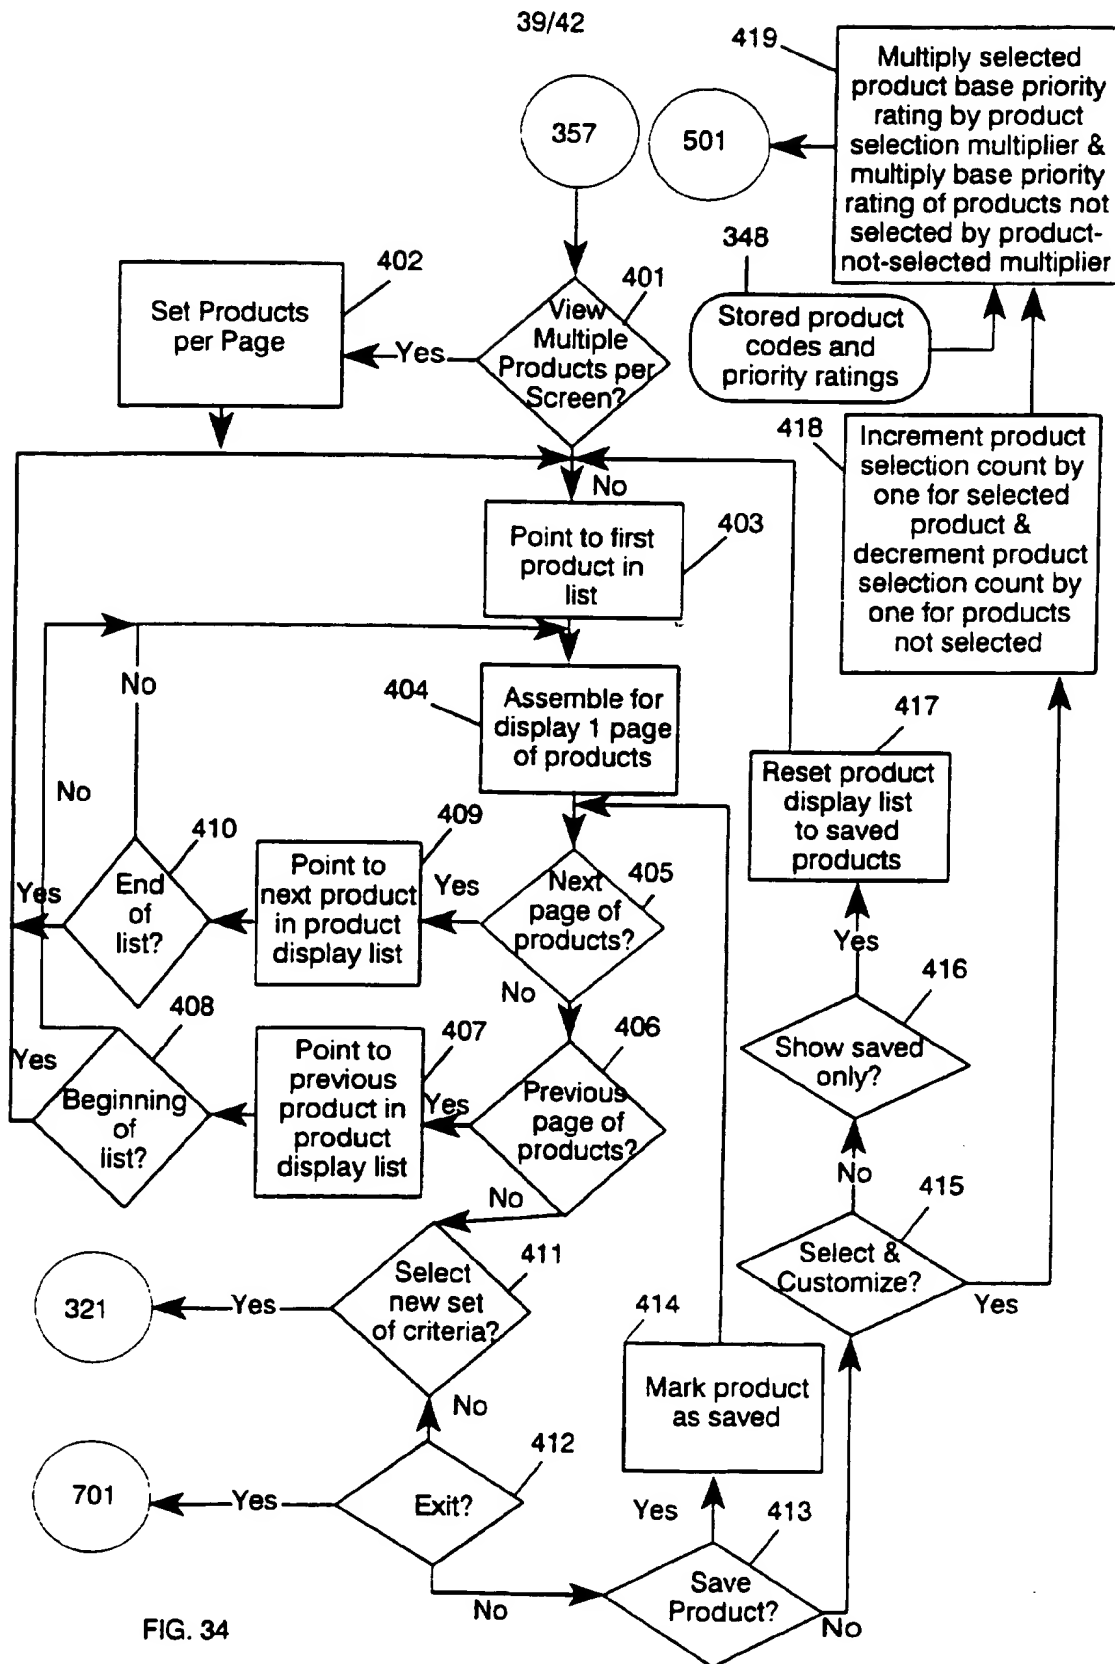 39/42
419
Multiply selected
product base priority
rating by product
selection multiplier &
multiply base priority
rating of products not
selected by product-
not-selected multiplier
357
501
348
Stored product
codes and
priority ratings
402
Set Products
per Page
401
View
Multiple
Products per
Screen?
Yes
No
418
Increment product
selection count by
one for selected
product &
decrement product
selection count by
one for products
not selected
403
Point to first
product in
list
No
404
Assemble for
display 1 page
of products
417
Reset product
display list
to saved
products
No
410
End
of
list?
Yes
409
Point to
next product
in product
display list
Yes
405
Next
page of
products?
No
Yes
416
Show saved
only?
408
Beginning
of
list?
Yes
407
Point to
previous
product in
product
display list
Yes
406
Previous
page of
products?
No
No
415
Select &
Customize?
Yes
411
Select
new set
of criteria?
Yes
321
No
414
Mark product
as saved
412
Exit?
Yes
701
No
Yes
413
Save
Product?
No
FIG. 34